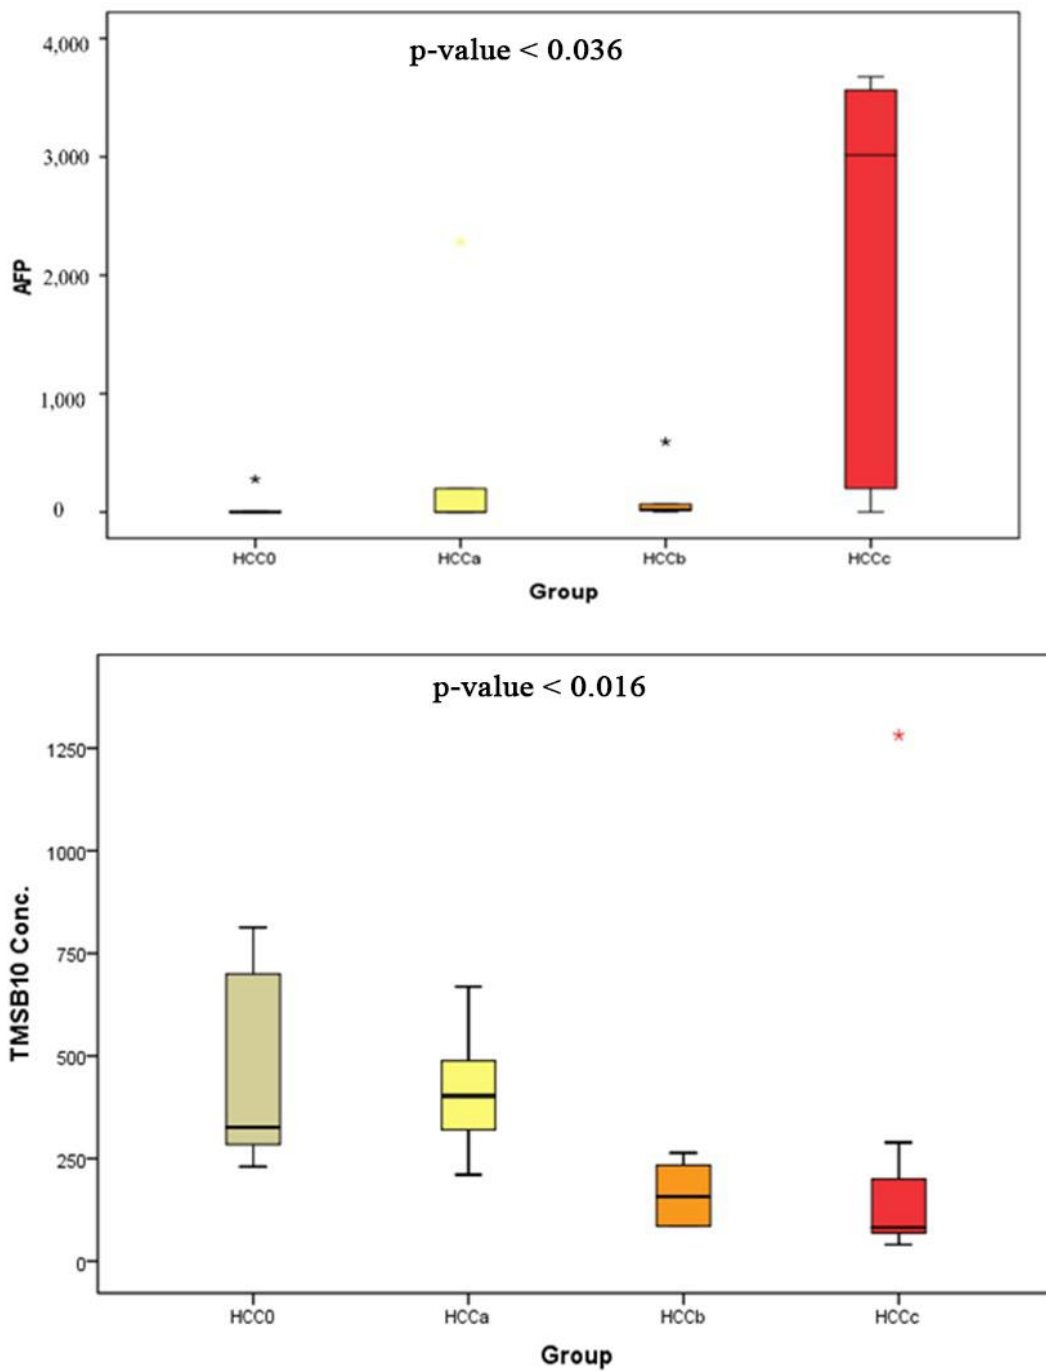 p-value < 0.036
4,000
3,000
2,000
1,000
0
AFP
HCC0 HCCa HCCb HCCc
Group
p-value < 0.016
1250
1000
750
500
250
0
TMSB10 Conc.
HCC0 HCCa HCCb HCCc
Group